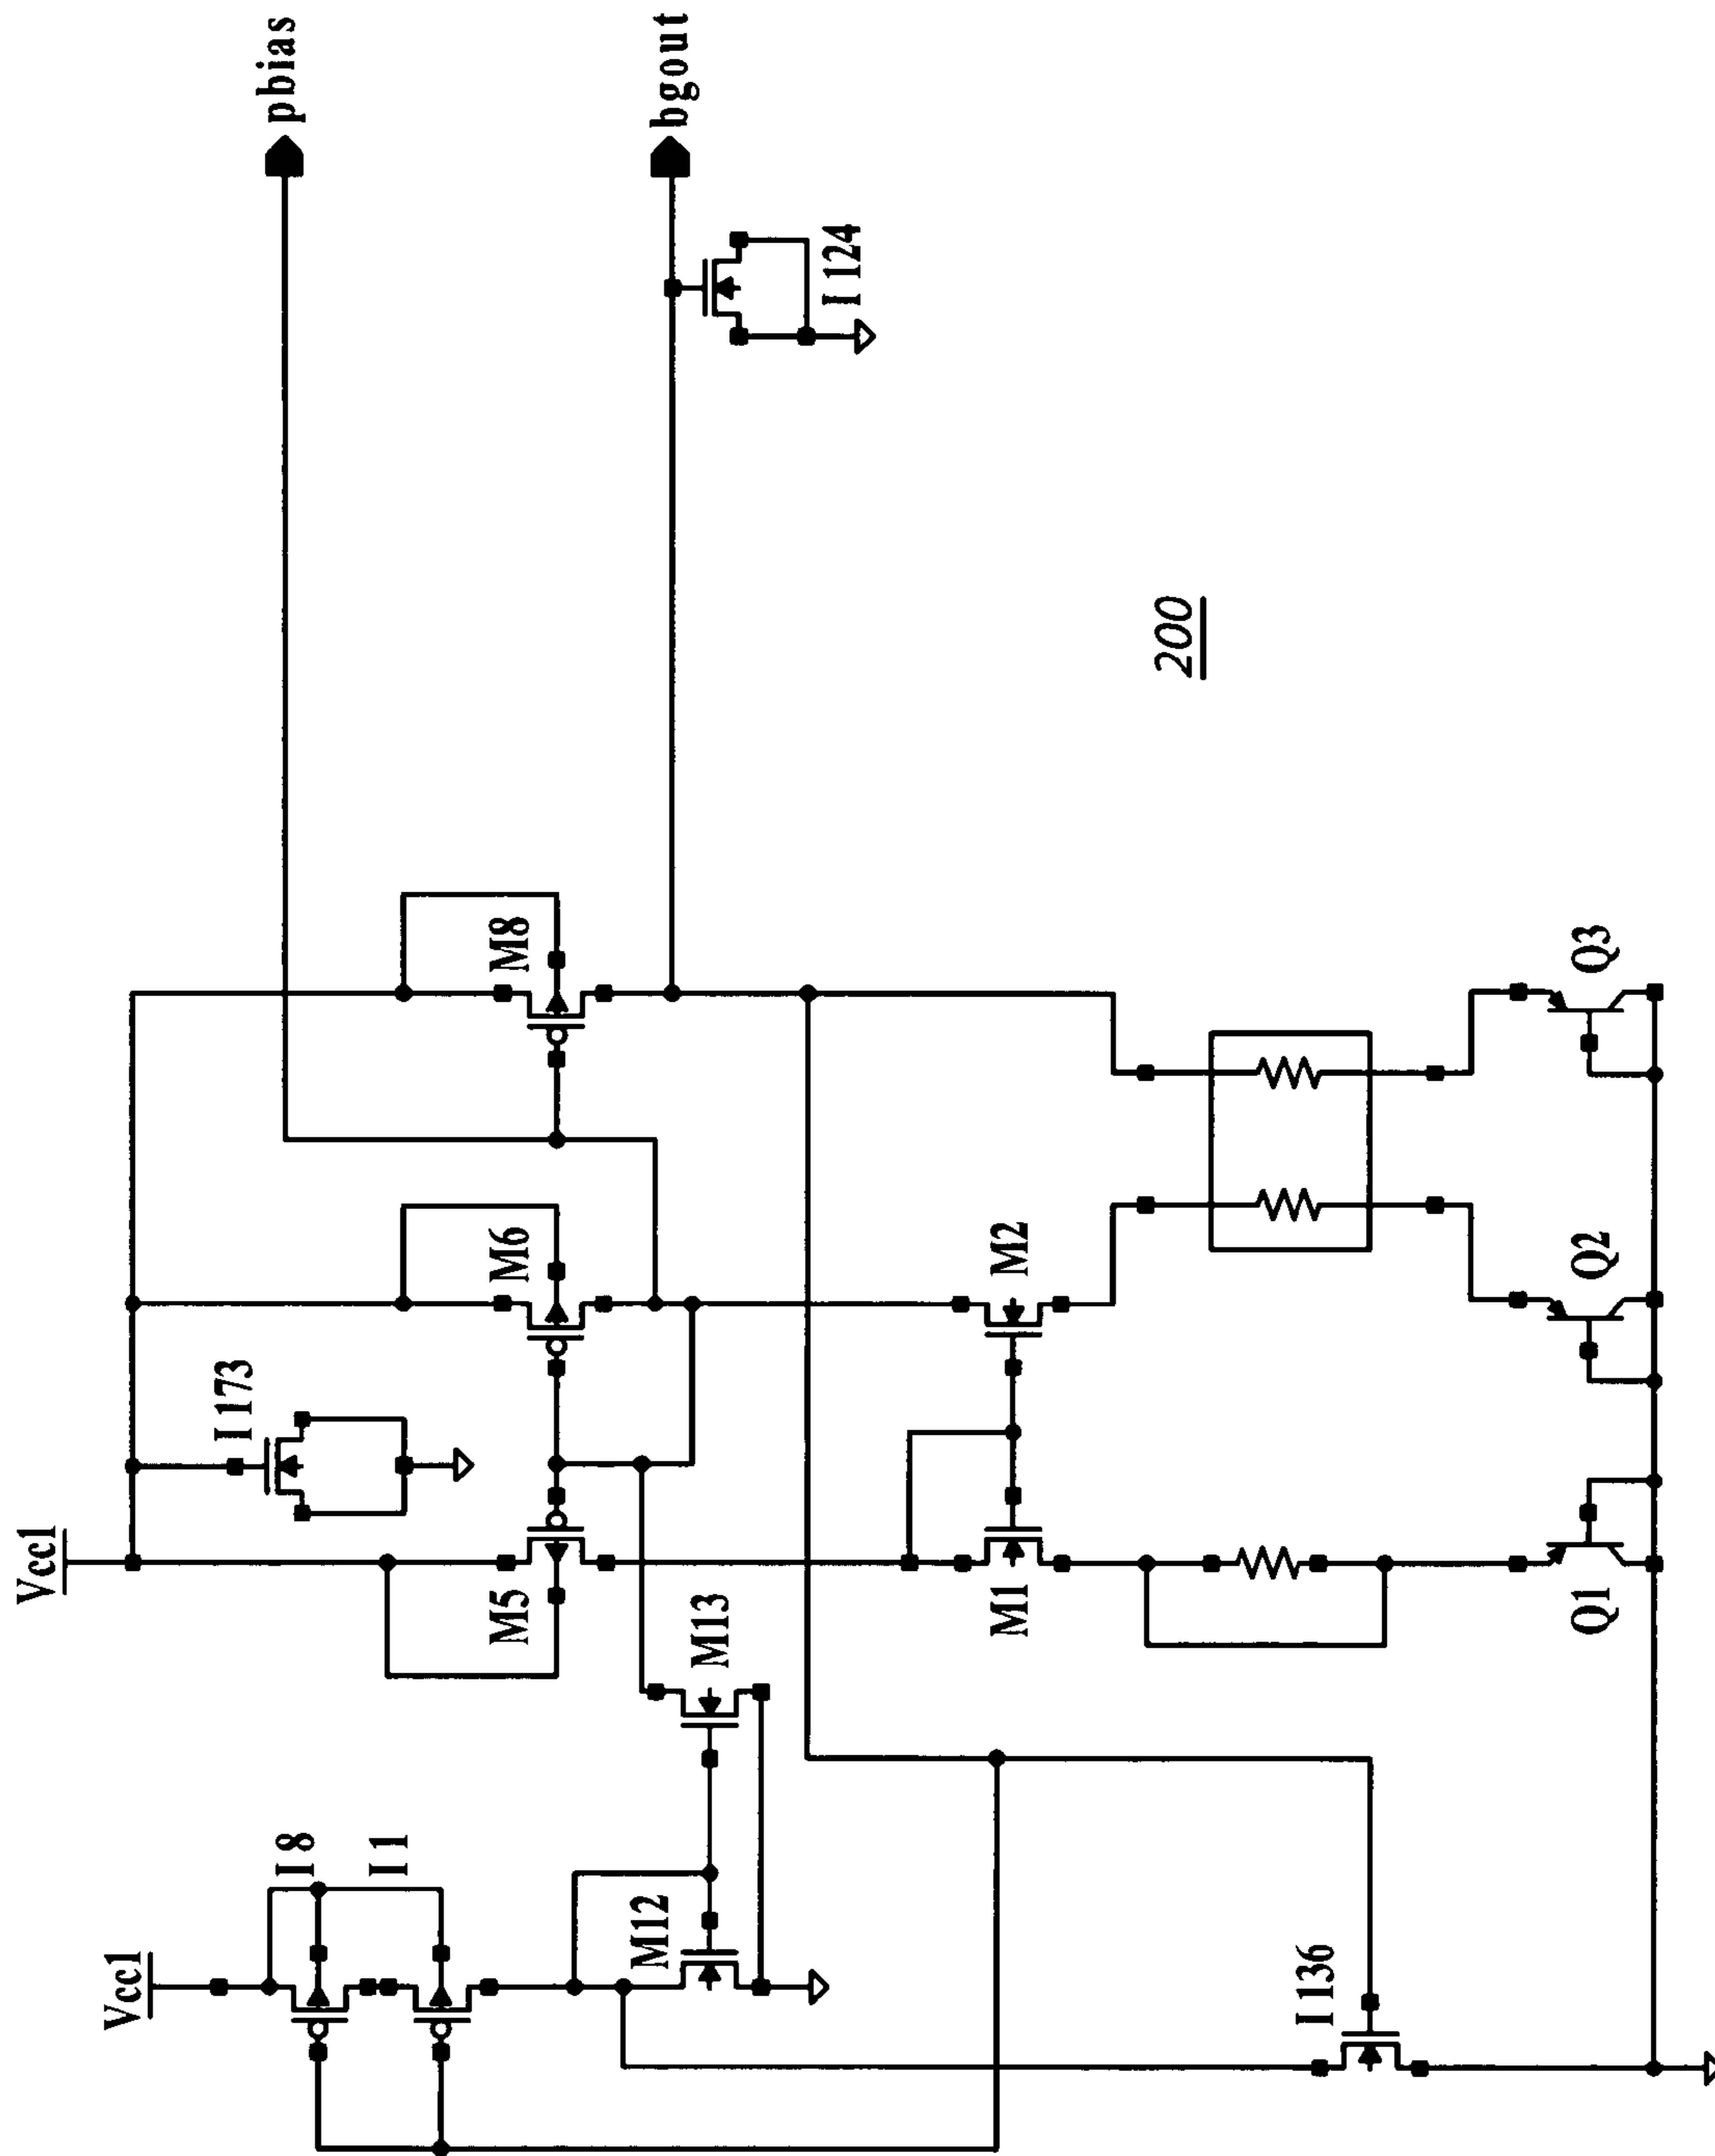 Vcc1
Vcc1
I 8
I 1
M12
M13
I 136
M5
I 173
M6
M8
M1
M2
Q1
Q2
Q3
pbias
bgout
I 124
200